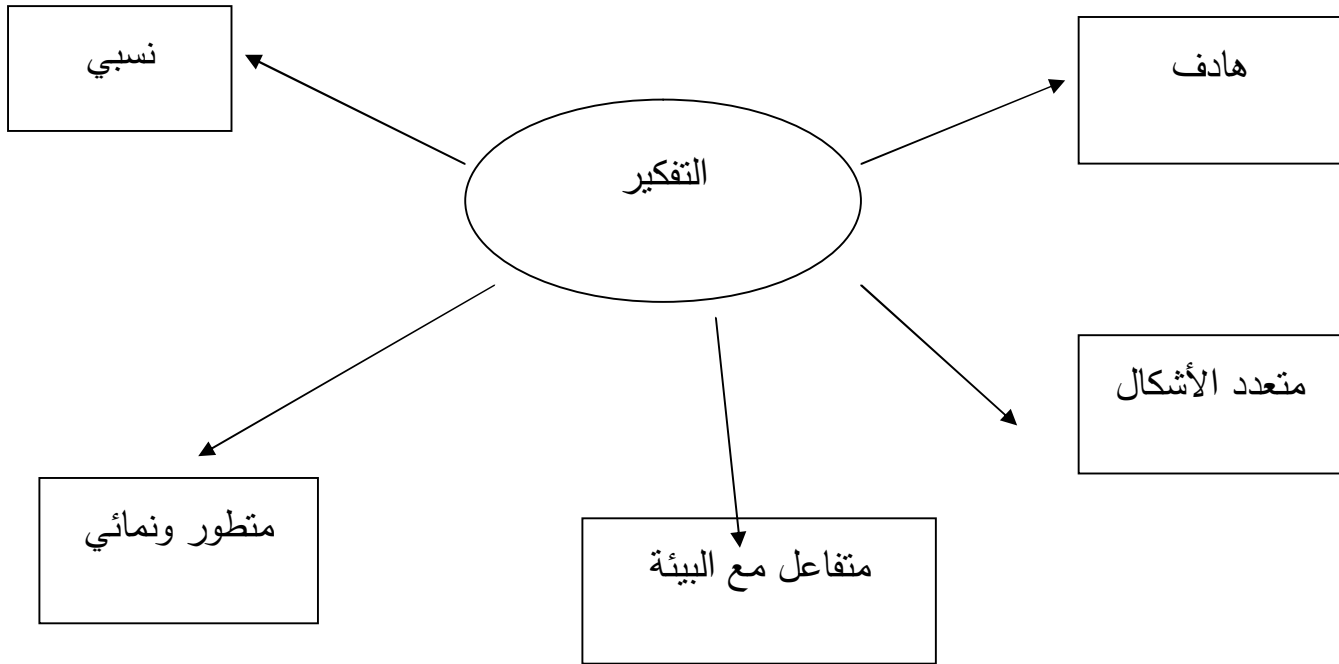 هادف
نسبي
التفكير
متعدد الأشكال
متطور ونمائي
متفاعل مع البيئة